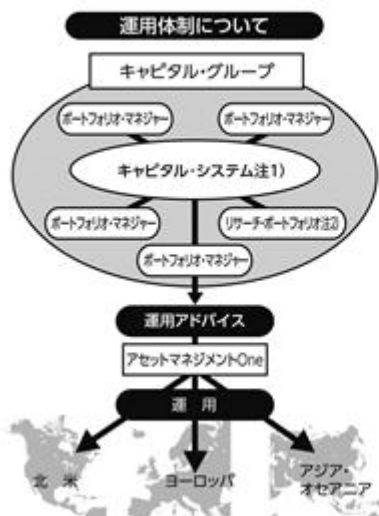 運用体制について
キャピタル・グループ
ポートフォリオ・マネジャー
ポートフォリオ・マネジャー
キャピタル・システム注1)
ポートフォリオ・マネジャー
リサーチ・ポートフォリオ注2)
ポートフォリオ・マネジャー
運用アドバイス
アセットマネジメントOne
運 用
北 米
ヨーロッパ
アジア・
オセアニア